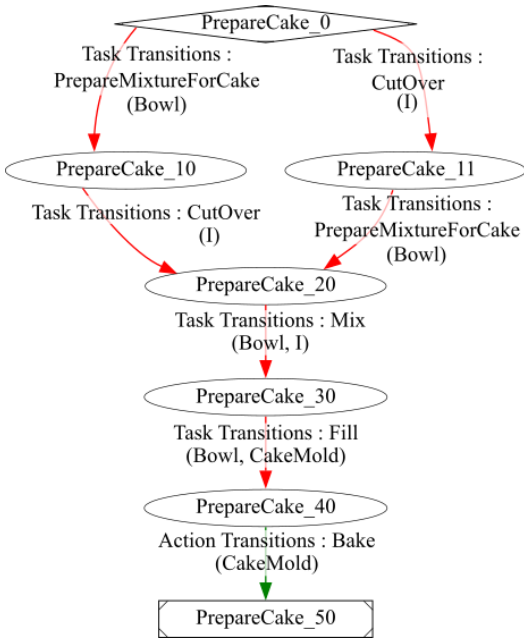 PrepareCake_0
Task Transitions :
PrepareMixtureForCake
(Bowl)
Task Transitions :
CutOver
(I)
PrepareCake_10
PrepareCake_11
Task Transitions : CutOver
(I)
Task Transitions :
PrepareMixtureForCake
(Bowl)
PrepareCake_20
Task Transitions : Mix
(Bowl, I)
PrepareCake_30
Task Transitions : Fill
(Bowl, CakeMold)
PrepareCake_40
Action Transitions : Bake
(CakeMold)
PrepareCake_50